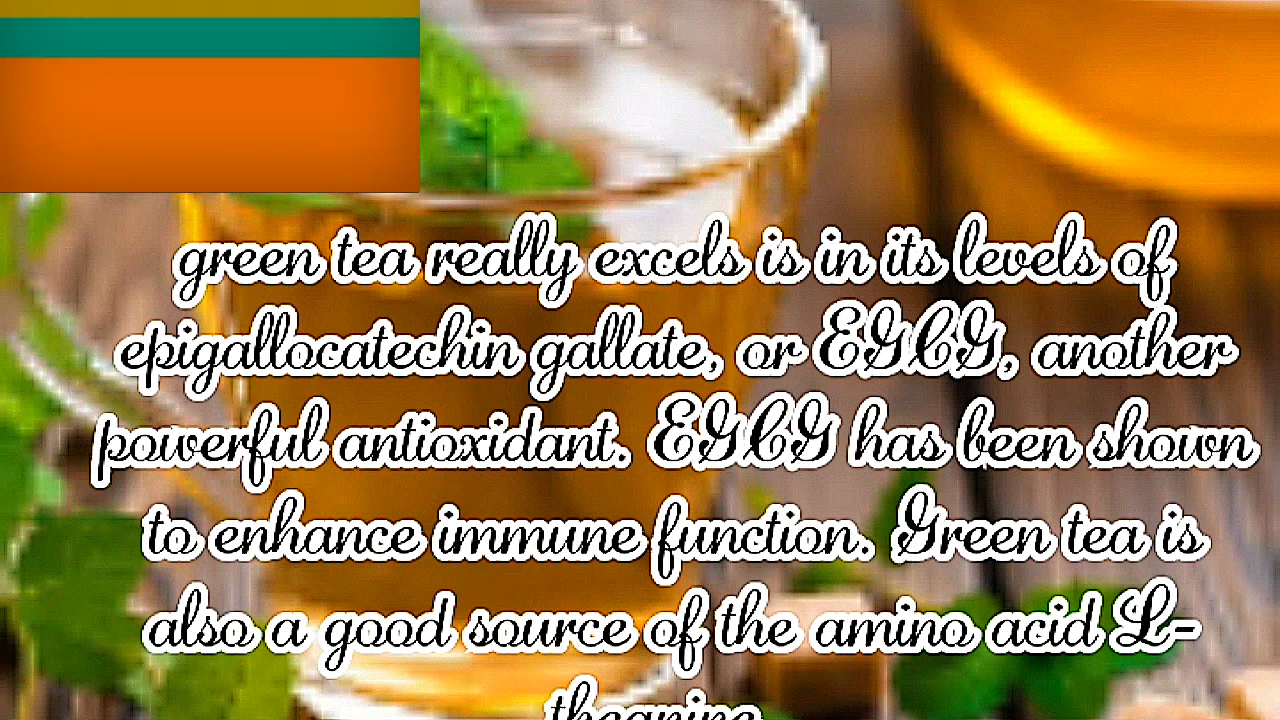 green tea really excels is in its levels of
epigallocatechin gallate, or EGCG, another
powerful antioxidant. EGCG has been shown
to enhance immune function. Green tea is
also a good source of the amino acid L-
theanine